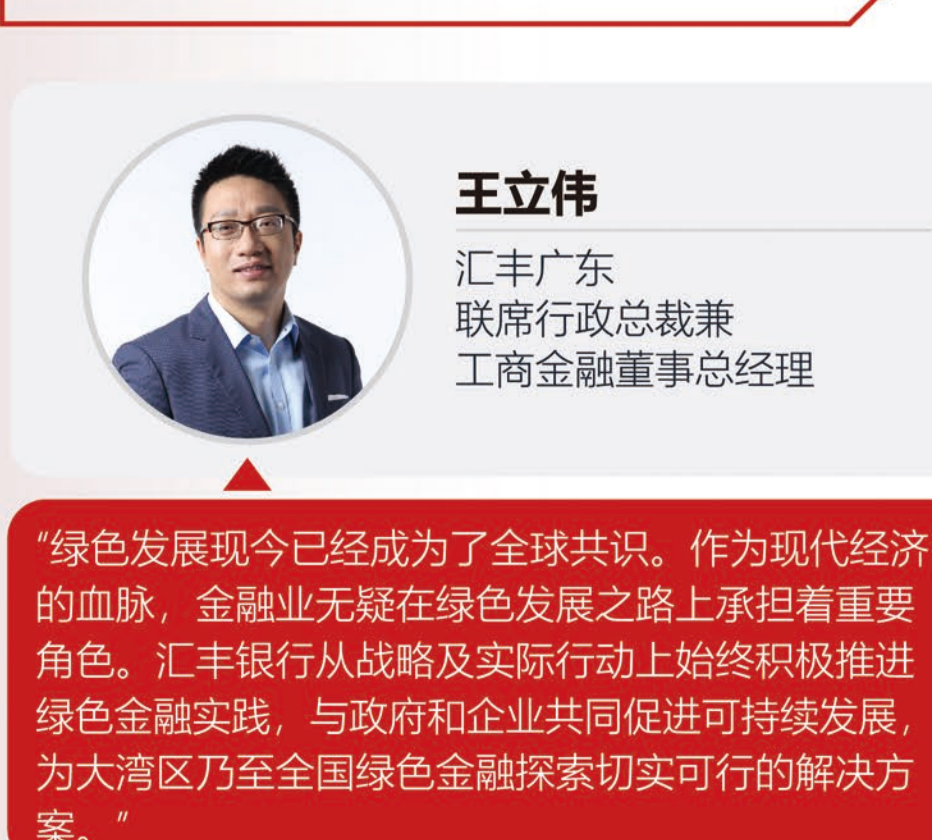 王立伟
汇丰广东
联席行政总裁兼
工商金融董事总经理
“绿色发展现今已经成为了全球共识。作为现代经济
的血脉，金融业无疑在绿色发展之路上承担着重要
角色。汇丰银行从战略及实际行动上始终积极推进
绿色金融实践，与政府和企业共同促进可持续发展，
为大湾区乃至全国绿色金融探索切实可行的解决方
案。”